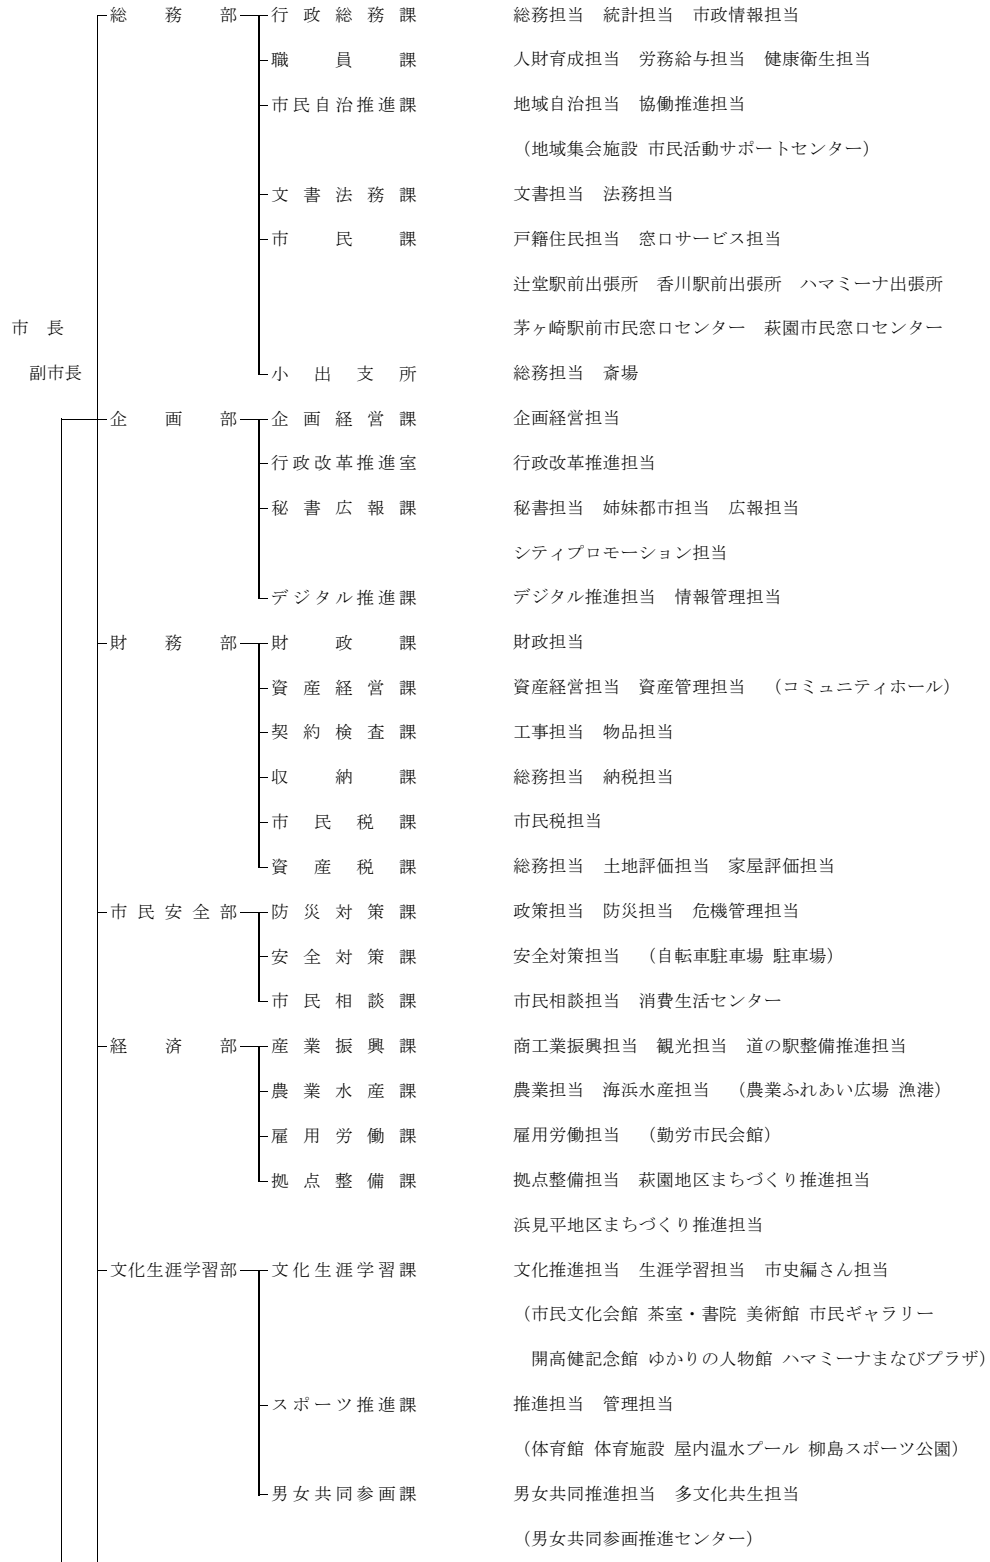 総務部 行政総務課 総務担当 統計担当 市政情報担当
職員課 人財育成担当 労務給与担当 健康衛生担当
市民自治推進課 地域自治担当 協働推進担当
（地域集会施設 市民活動サポートセンター）
文書法務課 文書担当 法務担当
市民課 戸籍住民担当 窓口サービス担当
辻堂駅前出張所 香川駅前出張所 ハマミーナ出張所
市長 茅ヶ崎駅前市民窓口センター 萩園市民窓口センター
副市長 小出支所 総務担当 斎場
企画部 企画経営課 企画経営担当
行政改革推進室 行政改革推進担当
秘書広報課 秘書担当 姉妹都市担当 広報担当
シティプロモーション担当
デジタル推進課 デジタル推進担当 情報管理担当
財務部 財政課 財政担当
資産経営課 資産経営担当 資産管理担当 （コミュニティホール）
契約検査課 工事担当 物品担当
収納課 総務担当 納税担当
市民税課 市民税担当
資産税課 総務担当 土地評価担当 家屋評価担当
市民安全部 防災対策課 政策担当 防災担当 危機管理担当
安全対策課 安全対策担当 （自転車駐車場 駐車場）
市民相談課 市民相談担当 消費生活センター
経済部 産業振興課 商工業振興担当 観光担当 道の駅整備推進担当
農業水産課 農業担当 海浜水産担当 （農業ふれあい広場 漁港）
雇用労働課 雇用労働担当 （勤労市民会館）
拠点整備課 拠点整備担当 萩園地区まちづくり推進担当
浜見平地区まちづくり推進担当
文化生涯学習部 文化生涯学習課 文化推進担当 生涯学習担当 市史編さん担当
（市民文化会館 茶室・書院 美術館 市民ギャラリー
開高健記念館 ゆかりの人物館 ハマミーナまなびプラザ）
スポーツ推進課 推進担当 管理担当
（体育館 体育施設 屋内温水プール 柳島スポーツ公園）
男女共同参画課 男女共同推進担当 多文化共生担当
（男女共同参画推進センター）